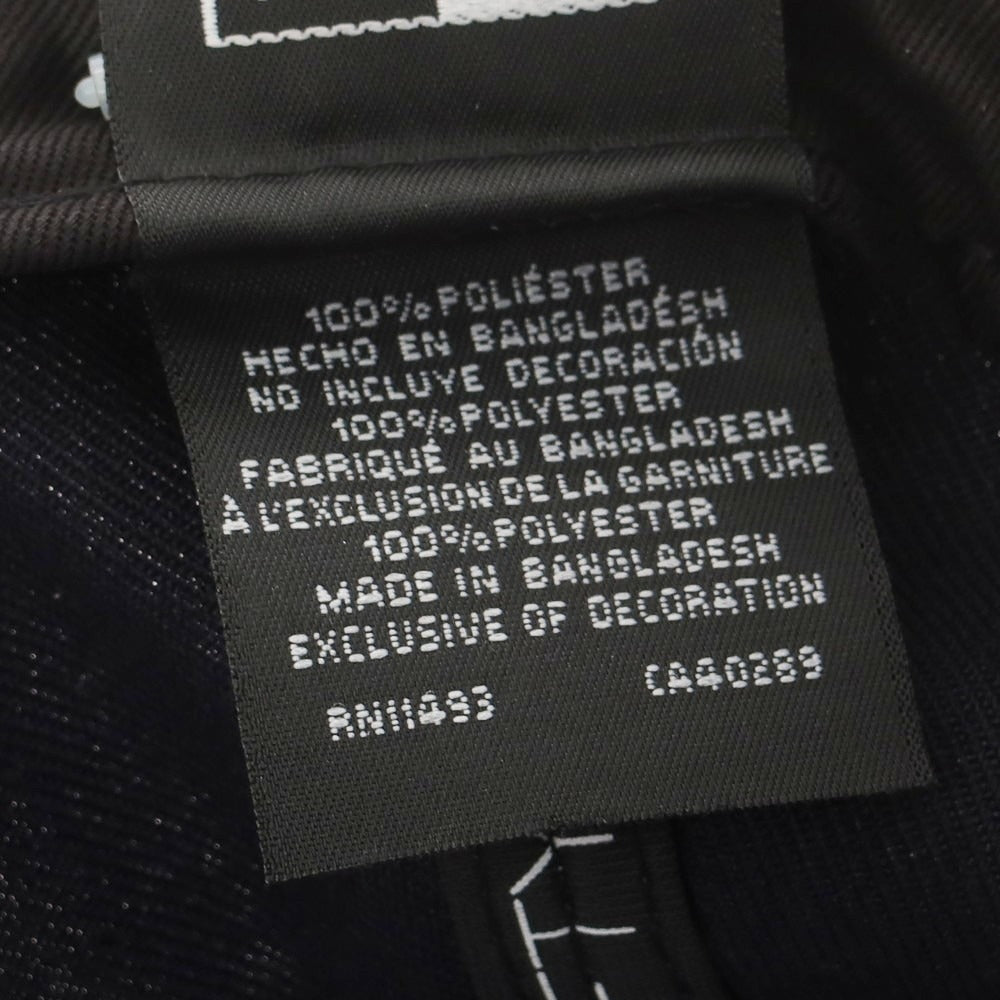 100% POLIÉSTER
HECHO EN BANGLADÉSH
NO INCLUYE DECORACIÓN
100% POLYESTER
FABRIQUÉ AU BANGLADESH
À L'EXCLUSION DE LA GARNITURE
100% POLYESTER
MADE IN BANGLADESH
EXCLUSIVE OF DECORATION
RN11493 CA40289